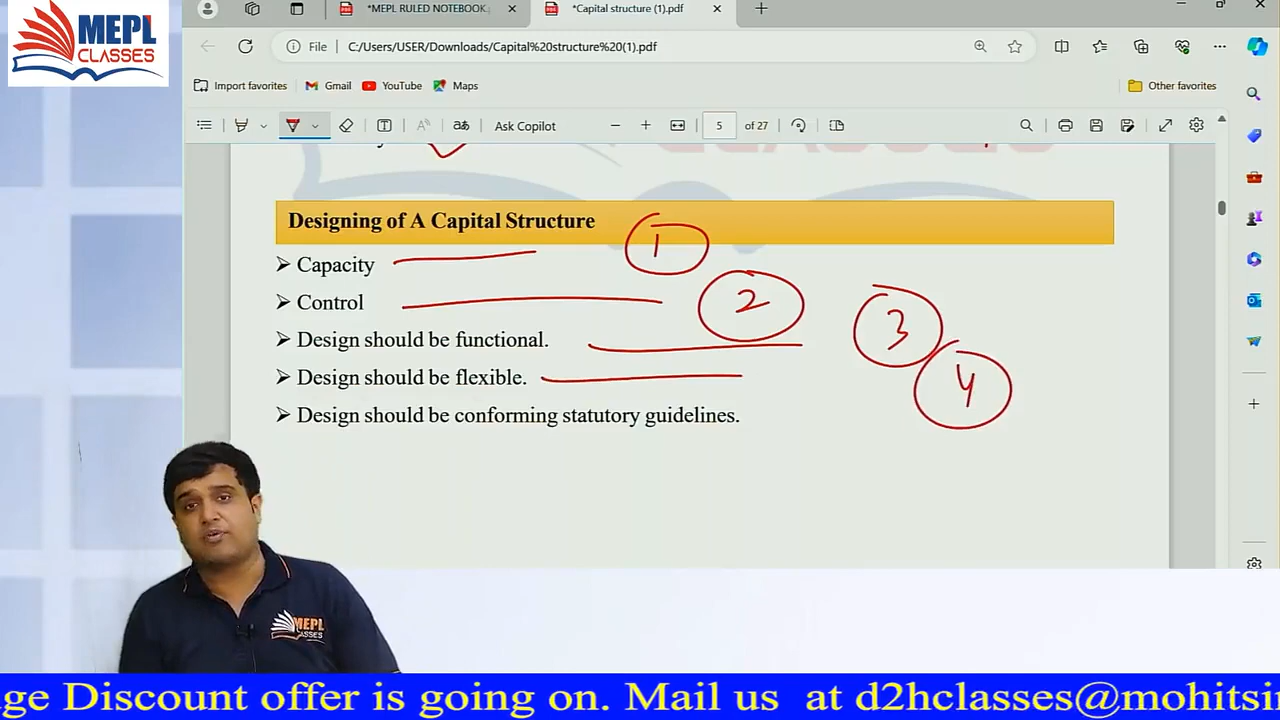 MEPL
CLASSES
*MEPL RULED NOTEBOOK.
*Capital structure (1).pdf
File
C:/Users/USER/Downloads/Capital%20structure%20(1).pdf
Import favorites
Gmail
YouTube
Maps
Other favorites
Ask Copilot
5
of 27
Designing of A Capital Structure
1
➤ Capacity
➤ Control
2
➤ Design should be functional.
3
➤ Design should be flexible.
4
➤ Design should be conforming statutory guidelines.
MEPL
CLASSES
ge Discount offer is going on. Mail us at d2hclasses@mohitsi